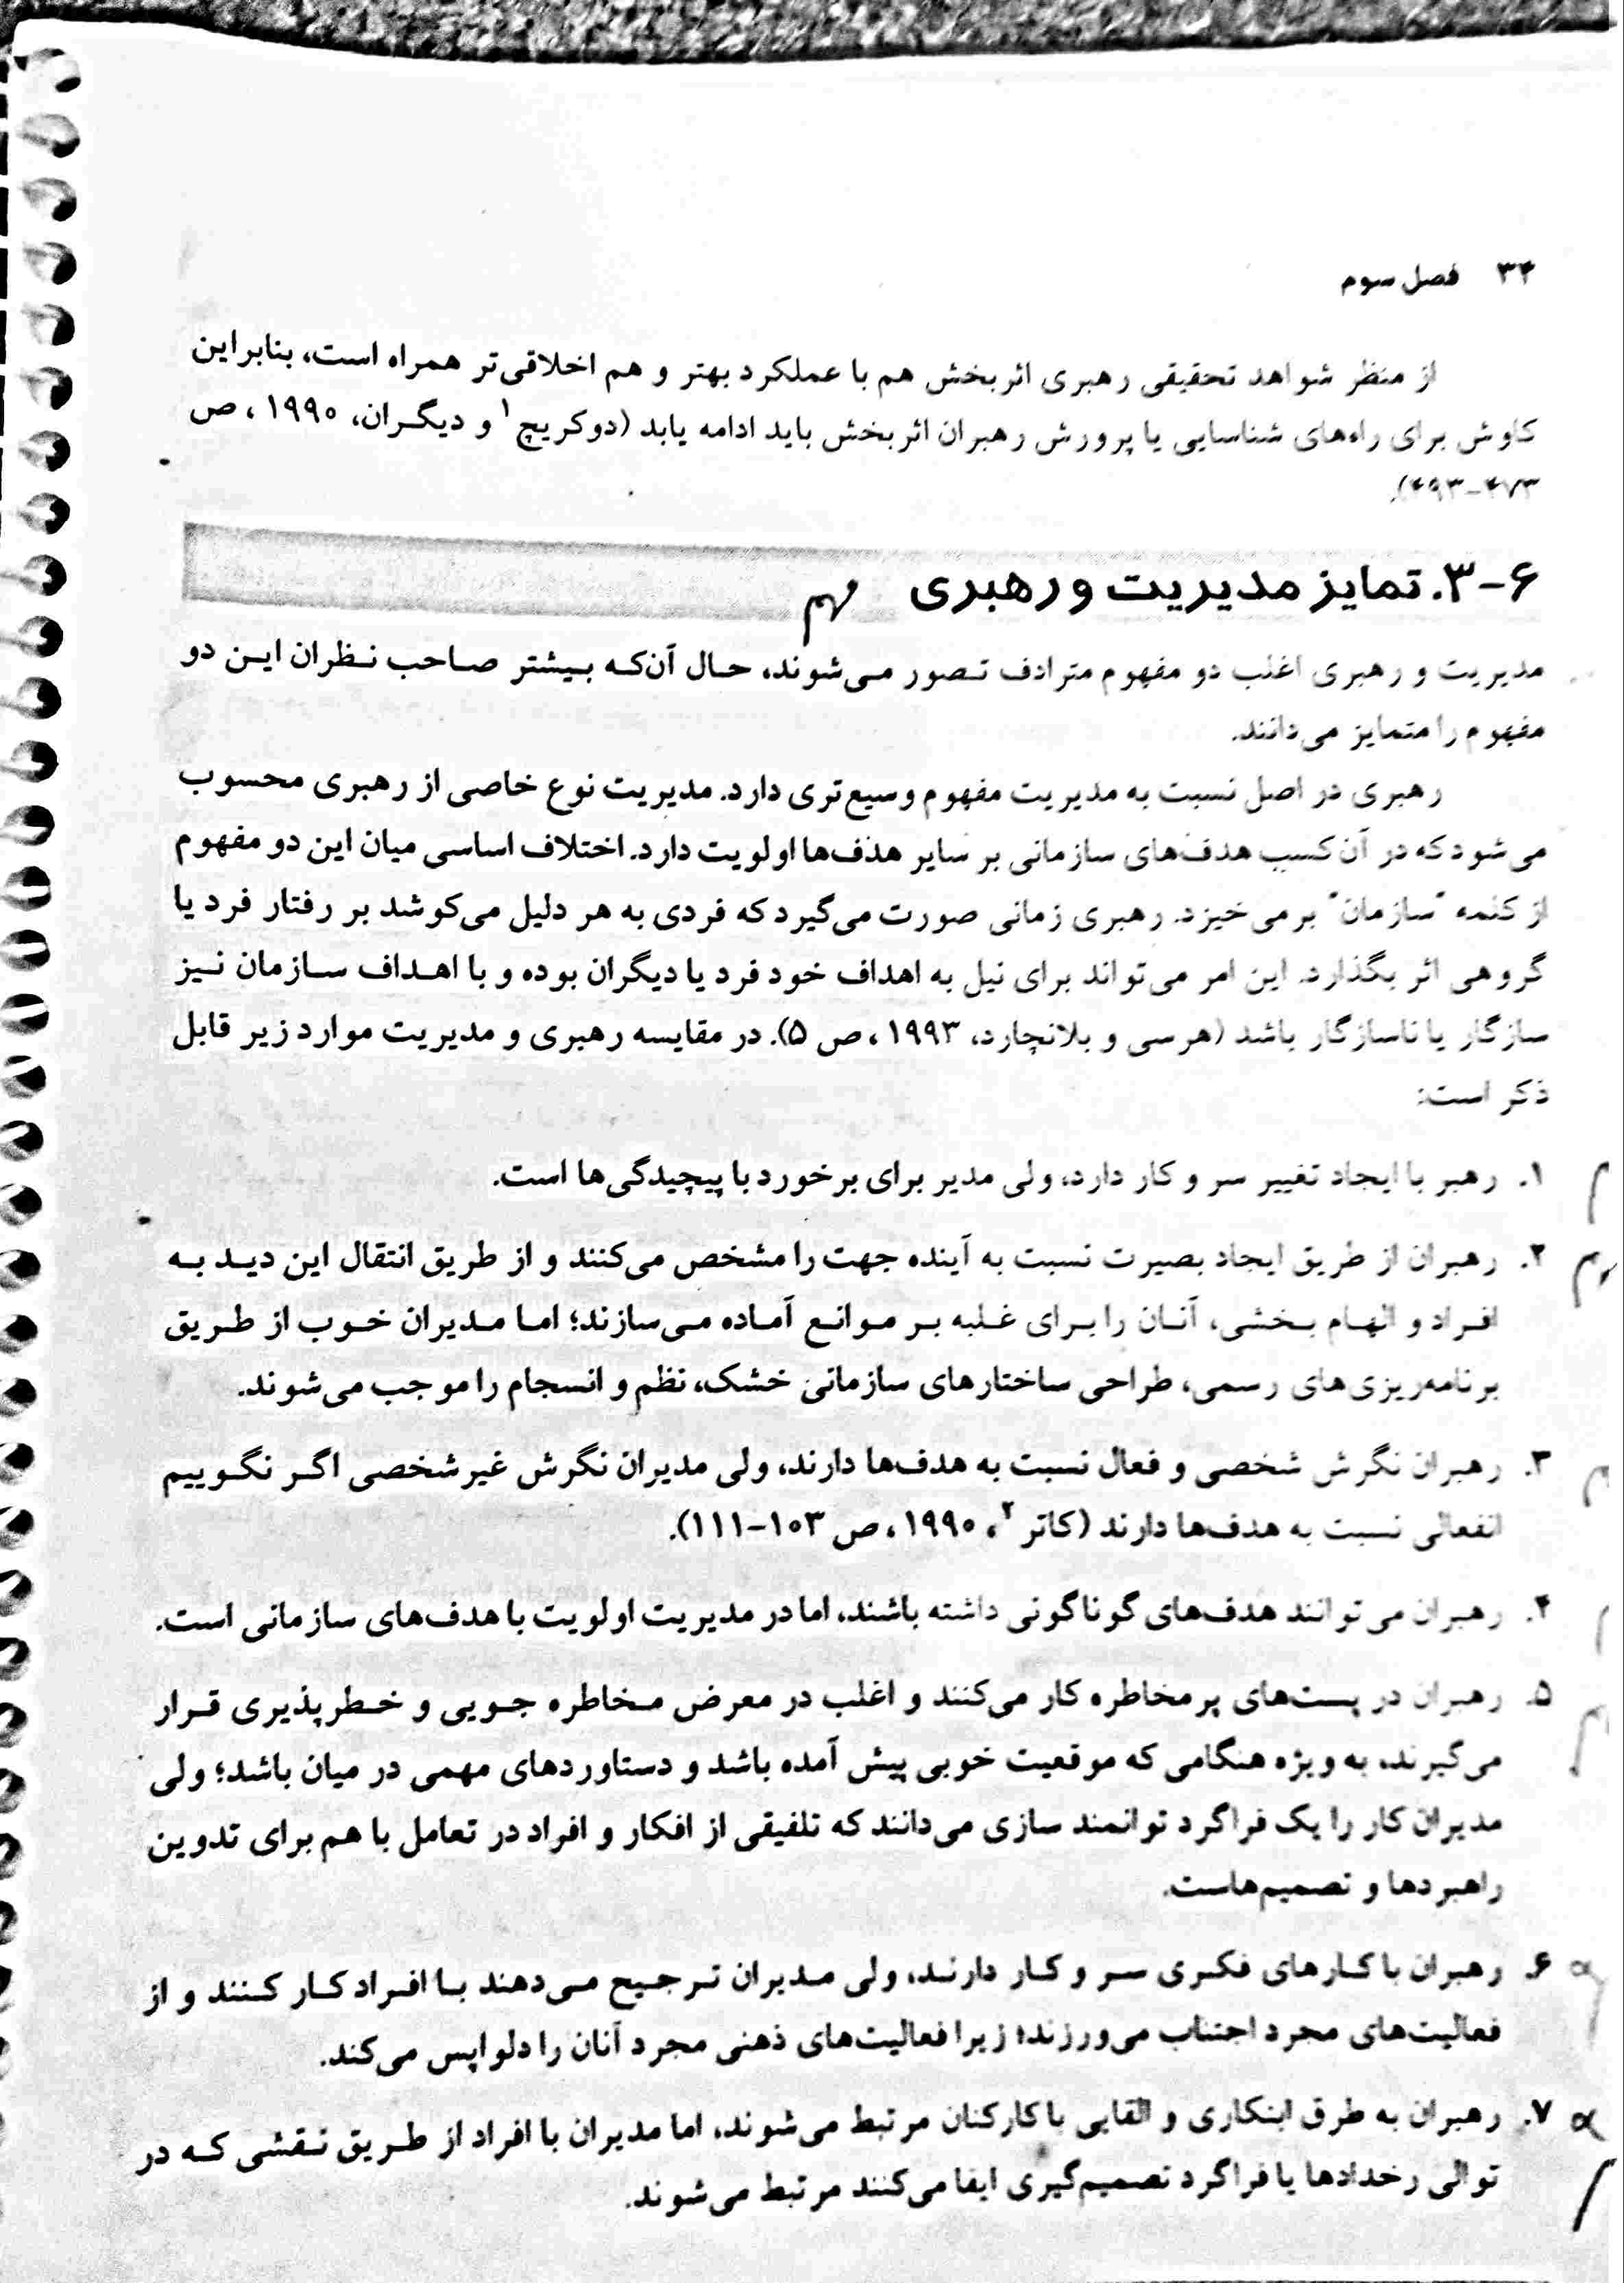 ۳۴ فصل سوم
از منظر شواهد تحقیقی رهبری اثربخش هم با عملکرد بهتر و هم اخلاقی‌تر همراه است، بنابراین
کاوش برای راه‌های شناسایی یا پرورش رهبران اثربخش باید ادامه یابد (دوکریچ۱ و دیگران، ۱۹۹۰، ص
۴۷۳-۴۹۳).
۶-۳. تمایز مدیریت و رهبری مهم
مدیریت و رهبری اغلب دو مفهوم مترادف تصور می‌شوند، حال آن‌که بیشتر صاحب نظران این دو
مفهوم را متمایز می‌دانند.
رهبری در اصل نسبت به مدیریت مفهوم وسیع‌تری دارد. مدیریت نوع خاصی از رهبری محسوب
می‌شود که در آن کسب هدف‌های سازمانی بر سایر هدف‌ها اولویت دارد. اختلاف اساسی میان این دو مفهوم
از کلمه "سازمان" برمی‌خیزد. رهبری زمانی صورت می‌گیرد که فردی به هر دلیل می‌کوشد بر رفتار فرد یا
گروهی اثر بگذارد. این امر می‌تواند برای نیل به اهداف خود فرد یا دیگران بوده و با اهداف سازمان نیز
سازگار یا ناسازگار باشد (هرسی و بلانچارد، ۱۹۹۳، ص ۵). در مقایسه رهبری و مدیریت موارد زیر قابل
ذکر است:
۱. رهبر با ایجاد تغییر سر و کار دارد، ولی مدیر برای برخورد با پیچیدگی‌ها است.
۲. رهبران از طریق ایجاد بصیرت نسبت به آینده جهت را مشخص می‌کنند و از طریق انتقال این دید به
افراد و الهام بخشی، آنان را برای غلبه بر موانع آماده می‌سازند؛ اما مدیران خوب از طریق
برنامه‌ریزی‌های رسمی، طراحی ساختارهای سازمانی خشک، نظم و انسجام را موجب می‌شوند.
۳. رهبران نگرش شخصی و فعال نسبت به هدف‌ها دارند، ولی مدیران نگرش غیرشخصی اگر نگوییم
انفعالی نسبت به هدف‌ها دارند (کاتر۲، ۱۹۹۰، ص ۱۰۳-۱۱۱).
۴. رهبران می‌توانند هدف‌های گوناگونی داشته باشند، اما در مدیریت اولویت با هدف‌های سازمانی است.
۵. رهبران در پست‌های پرمخاطره کار می‌کنند و اغلب در معرض مخاطره جویی و خطرپذیری قرار
می‌گیرند، به ویژه هنگامی که موقعیت خوبی پیش آمده باشد و دستاوردهای مهمی در میان باشد؛ ولی
مدیران کار را یک فراگرد توانمند سازی می‌دانند که تلفیقی از افکار و افراد در تعامل با هم برای تدوین
راهبردها و تصمیم‌هاست.
۶. رهبران با کارهای فکری سر و کار دارند، ولی مدیران ترجیح می‌دهند با افراد کار کنند و از
فعالیت‌های مجرد اجتناب می‌ورزند؛ زیرا فعالیت‌های ذهنی مجرد آنان را دلواپس می‌کند.
۷. رهبران به طرق ابتکاری و القایی با کارکنان مرتبط می‌شوند، اما مدیران با افراد از طریق نقشی که در
توالی رخدادها یا فراگرد تصمیم‌گیری ایفا می‌کنند مرتبط می‌شوند.